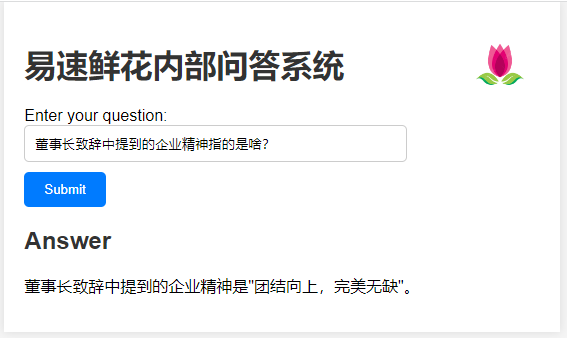 易速鲜花内部问答系统
Enter your question:
董事长致辞中提到的企业精神指的是啥?
Submit
Answer
董事长致辞中提到的企业精神是"团结向上，完美无缺"。